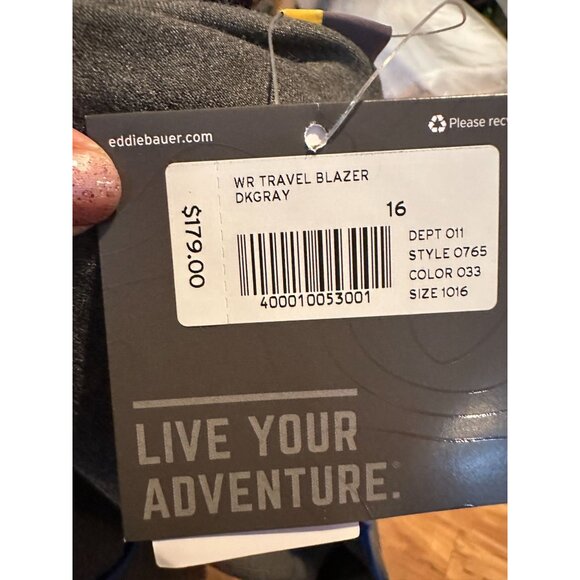 eddiebauer.com
Please recy
WR TRAVEL BLAZER
DKGRAY
16
$179.00
DEPT 011
STYLE 0765
COLOR 033
SIZE 1016
400010053001
LIVE YOUR
ADVENTURE.